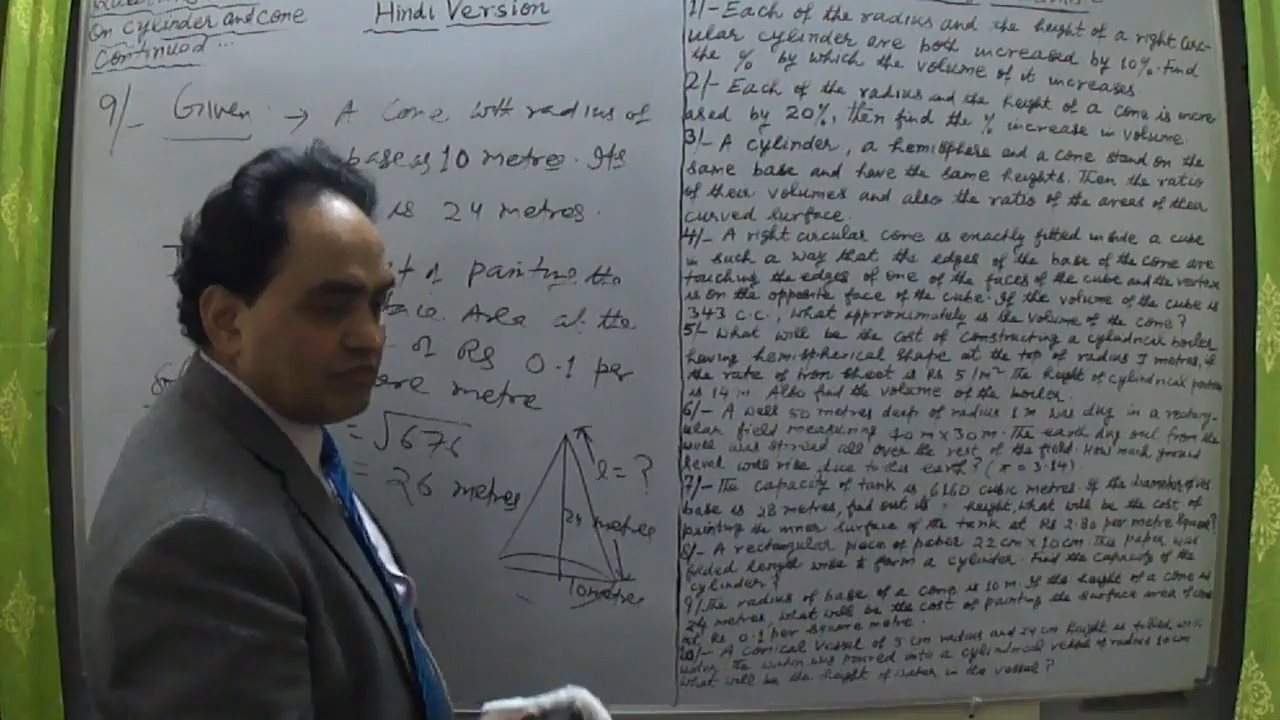 On cylinder and cone
Continued ...
Hindi Version
9/- Given → A Cone with radius of
base as 10 metre. Its
is 24 metres.
of painting the
Area at the
of Rs 0.1 per
metre
= √676
= 26 metres
l = ?
24 metre
10 metre
1/- Each of the radius and the height of a right circ-
ular cylinder are both increased by 10%. Find
the % by which the volume of it increases
2/- Each of the radius and the height of a cone is incre
ased by 20%, then find the % increase in volume.
3/- A cylinder, a hemisphere and a cone stand on the
same base and have the same heights. Then the ratio
of their volumes and also the ratio of the areas of their
curved surface.
4/- A right circular cone is exactly fitted inside a cube
in such a way that the edges of the base of the cone are
touching the edges of one of the faces of the cube and the vertex
is on the opposite face of the cube. If the volume of the cube is
343 c.c., what approximately is the volume of the cone?
5/- What will be the cost of constructing a cylindrical boiler
having hemispherical shape at the top of radius 7 metres, if
the rate of iron sheet is Rs 5/m² The height of cylindrical portion
is 14 m Also find the volume of the boiler.
6/- A well 50 metres deep of radius 1 m was dug in a rectang-
ular field measuring 40 m x 30 m. The earth dug out from the
well was spread all over the rest of the field. How much ground
level will rise due to this earth? (π = 3.14).
7/- The capacity of tank is 6160 cubic metres. If the diameter of its
base is 28 metres, find out its height, what will be the cost of
painting the inner surface of the tank at Rs 2.80 per metre square?
8/- A rectangular piece of paper 22 cm x 10 cm. The paper was
folded length wise to form a cylinder. Find the capacity of the
cylinder?
9/. The radius of base of a cone is 10 m. If the height of a cone is
24 metres, what will be the cost of painting the surface area of cone
at Rs 0.1 per square metre.
10/- A conical vessel of 5 cm radius and 24 cm height is filled with
water. The water was poured into a cylindrical vessel of radius 10 cm
what will be the height of water in the vessel?